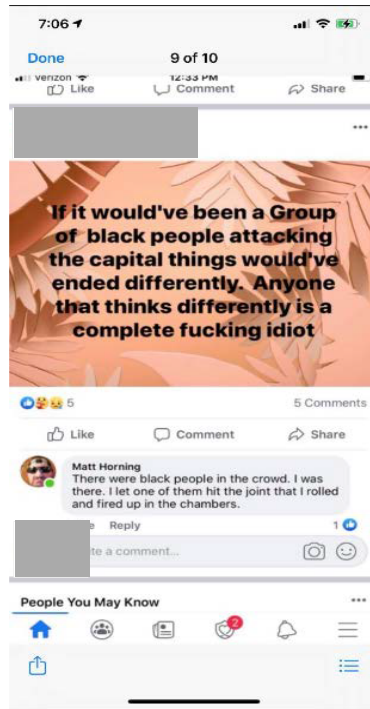 7:06
Done
9 of 10
verizon 12:33 PM
Like Comment Share
If it would've been a Group
of black people attacking
the capital things would've
ended differently. Anyone
that thinks differently is a
complete fucking idiot
5
5 Comments
Like Comment Share
Matt Horning
There were black people in the crowd. I was
there. I let one of them hit the joint that I rolled
and fired up in the chambers.
Reply
1
te a comment...
People You May Know
2